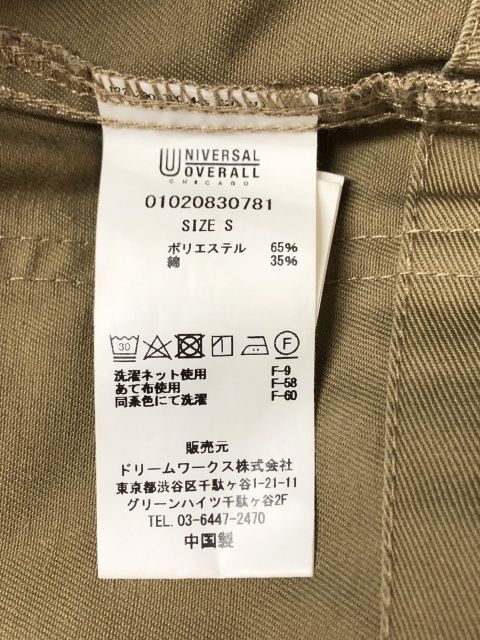 UNIVERSAL
OVERALL
CHICAGO
01020830781
SIZE S
ポリエステル 65%
綿 35%
30
F
洗濯ネット使用 F-9
あて布使用 F-58
同系色にて洗濯 F-60
販売元
ドリームワークス株式会社
東京都渋谷区千駄ヶ谷1-21-11
グリーンハイツ千駄ヶ谷2F
TEL. 03-6447-2470
中国製